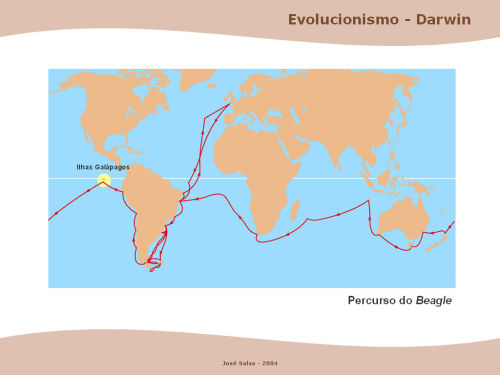 Evolucionismo - Darwin
Ilhas Galápagos
Percurso do Beagle
José Salsa - 2004